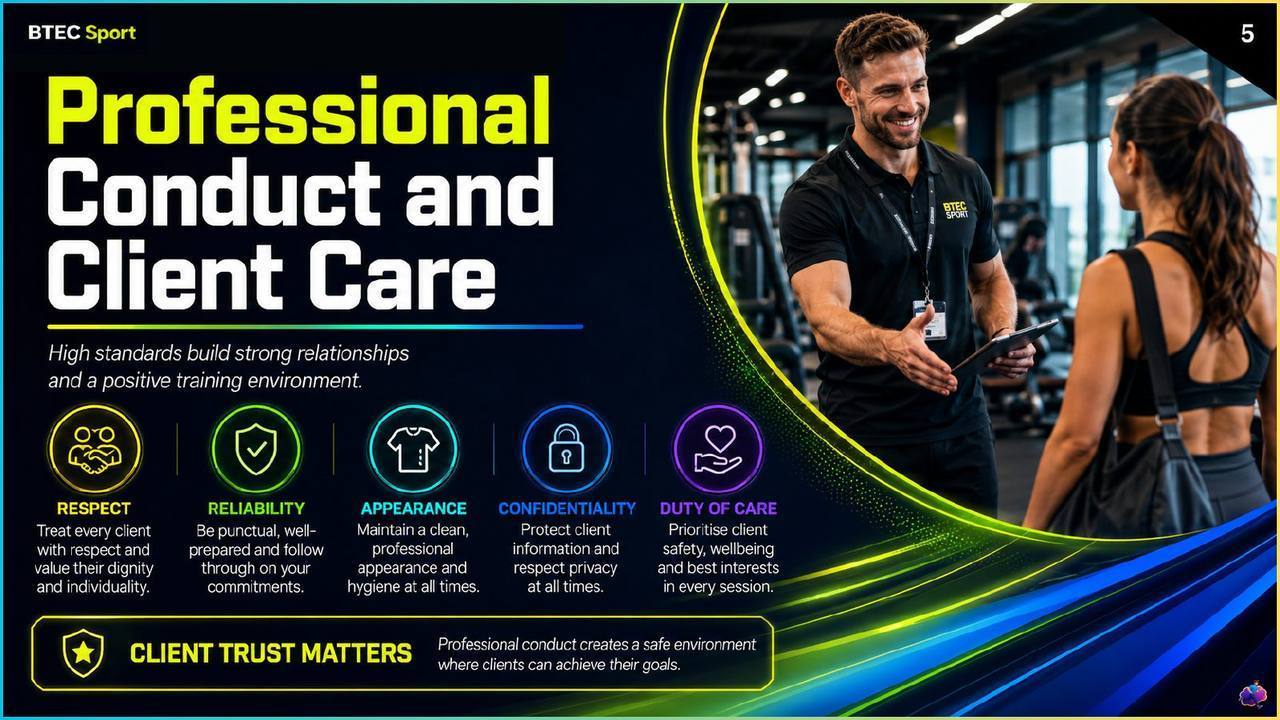 BTEC Sport
5
Professional
Conduct and
Client Care
High standards build strong relationships
and a positive training environment.
RESPECT
Treat every client
with respect and
value their dignity
and individuality.
RELIABILITY
Be punctual, well-
prepared and follow
through on your
commitments.
APPEARANCE
Maintain a clean,
professional
appearance and
hygiene at all times.
CONFIDENTIALITY
Protect client
information and
respect privacy
at all times.
DUTY OF CARE
Prioritise client
safety, wellbeing
and best interests
in every session.
CLIENT TRUST MATTERS
Professional conduct creates a safe environment
where clients can achieve their goals.
BTEC
SPORT